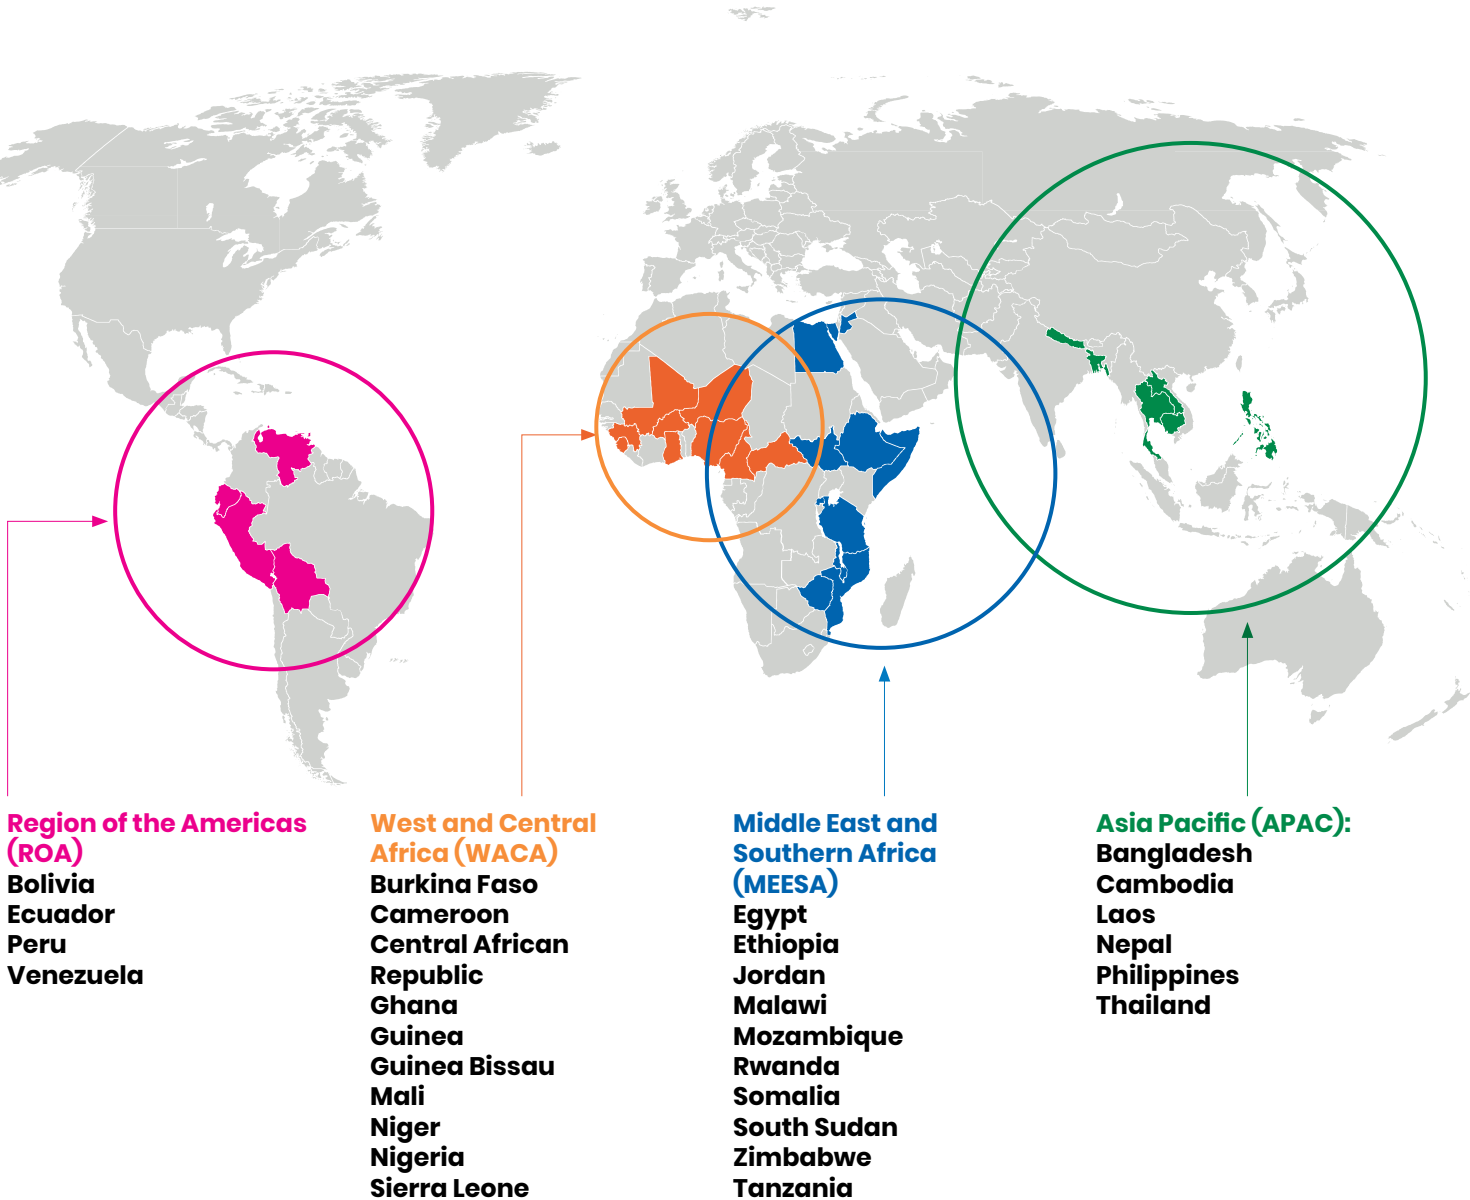 Region of the Americas
(ROA)
Bolivia
Ecuador
Peru
Venezuela
West and Central
Africa (WACA)
Burkina Faso
Cameroon
Central African
Republic
Ghana
Guinea
Guinea Bissau
Mali
Niger
Nigeria
Sierra Leone
Middle East and
Southern Africa
(MEESA)
Egypt
Ethiopia
Jordan
Malawi
Mozambique
Rwanda
Somalia
South Sudan
Zimbabwe
Tanzania
Asia Pacific (APAC):
Bangladesh
Cambodia
Laos
Nepal
Philippines
Thailand